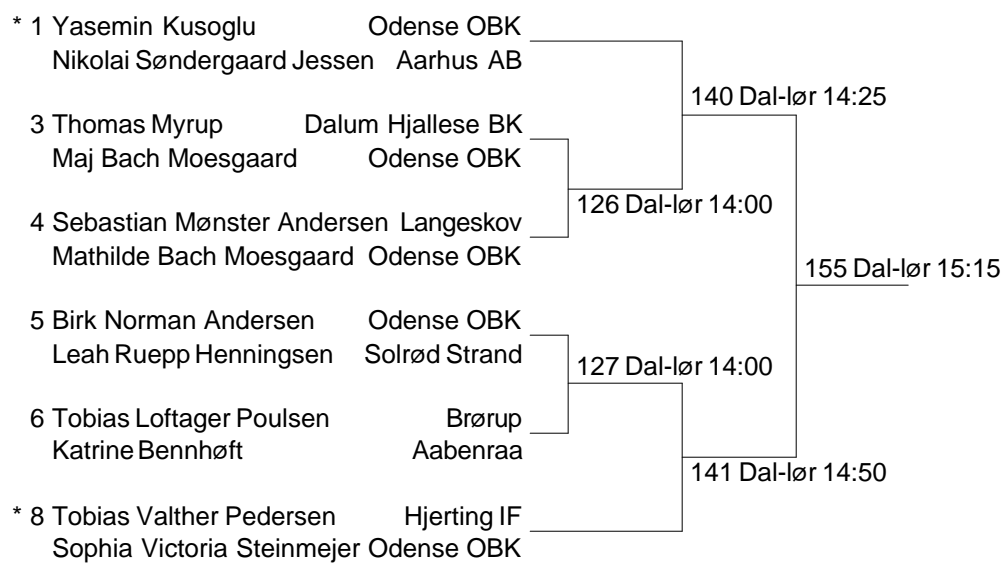 * 1 Yasemin Kusoglu Odense OBK
Nikolai Søndergaard Jessen Aarhus AB
140 Dal-lør 14:25
3 Thomas Myrup Dalum Hjallese BK
Maj Bach Moesgaard Odense OBK
126 Dal-lør 14:00
4 Sebastian Mønster Andersen Langeskov
Mathilde Bach Moesgaard Odense OBK
155 Dal-lør 15:15
5 Birk Norman Andersen Odense OBK
Leah Ruepp Henningsen Solrød Strand
127 Dal-lør 14:00
6 Tobias Loftager Poulsen Brørup
Katrine Bennhøft Aabenraa
141 Dal-lør 14:50
* 8 Tobias Valther Pedersen Hjerting IF
Sophia Victoria Steinmejer Odense OBK